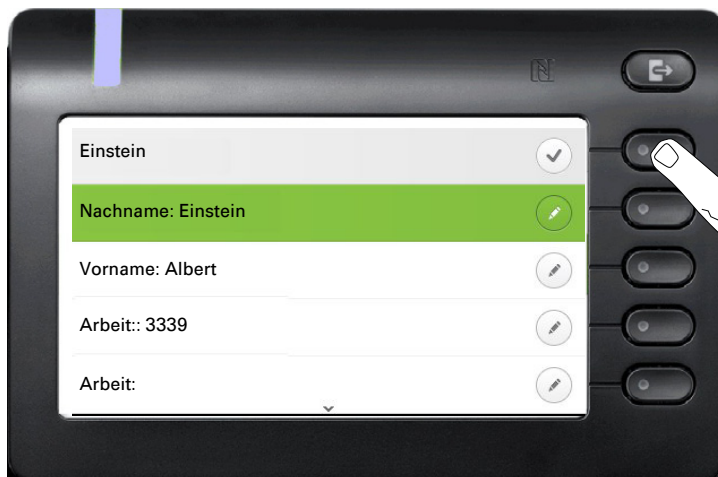 Einstein
Nachname: Einstein
Vorname: Albert
Arbeit:: 3339
Arbeit: